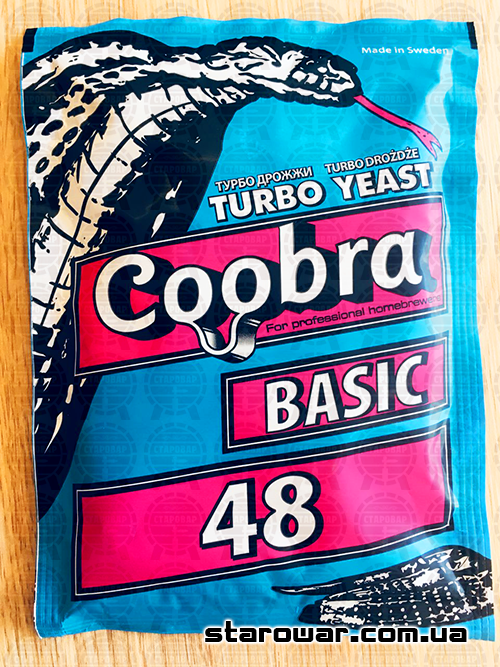 Made in Sweden
ТУРБО ДРОЖЖИ TURBO DROŻDŻE
TURBO YEAST
Coobra
For professional homebrewers
BASIC
48
starowar.com.ua